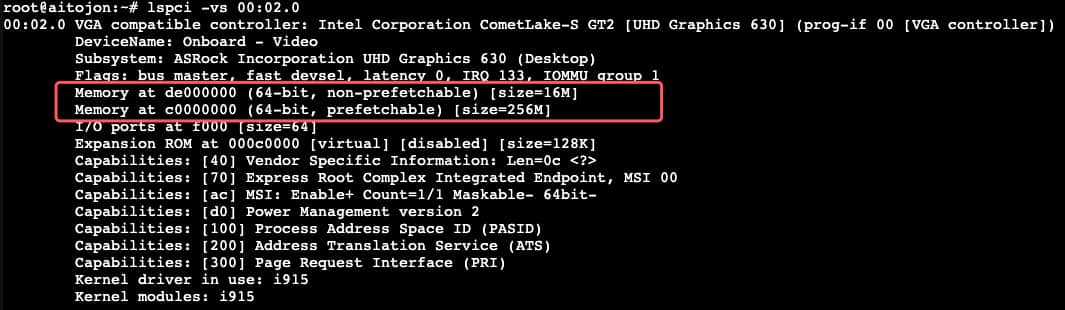 root@aitojon:~# lspci -vs 00:02.0
00:02.0 VGA compatible controller: Intel Corporation CometLake-S GT2 [UHD Graphics 630] (prog-if 00 [VGA controller])
DeviceName: Onboard - Video
Subsystem: ASRock Incorporation UHD Graphics 630 (Desktop)
Flags: bus master, fast devsel, latency 0, IRQ 133, IOMMU group 1
Memory at de000000 (64-bit, non-prefetchable) [size=16M]
Memory at c0000000 (64-bit, prefetchable) [size=256M]
I/O ports at f000 [size=64]
Expansion ROM at 000c0000 [virtual] [disabled] [size=128K]
Capabilities: [40] Vendor Specific Information: Len=0c <?>
Capabilities: [70] Express Root Complex Integrated Endpoint, MSI 00
Capabilities: [ac] MSI: Enable+ Count=1/1 Maskable- 64bit-
Capabilities: [d0] Power Management version 2
Capabilities: [100] Process Address Space ID (PASID)
Capabilities: [200] Address Translation Service (ATS)
Capabilities: [300] Page Request Interface (PRI)
Kernel driver in use: i915
Kernel modules: i915